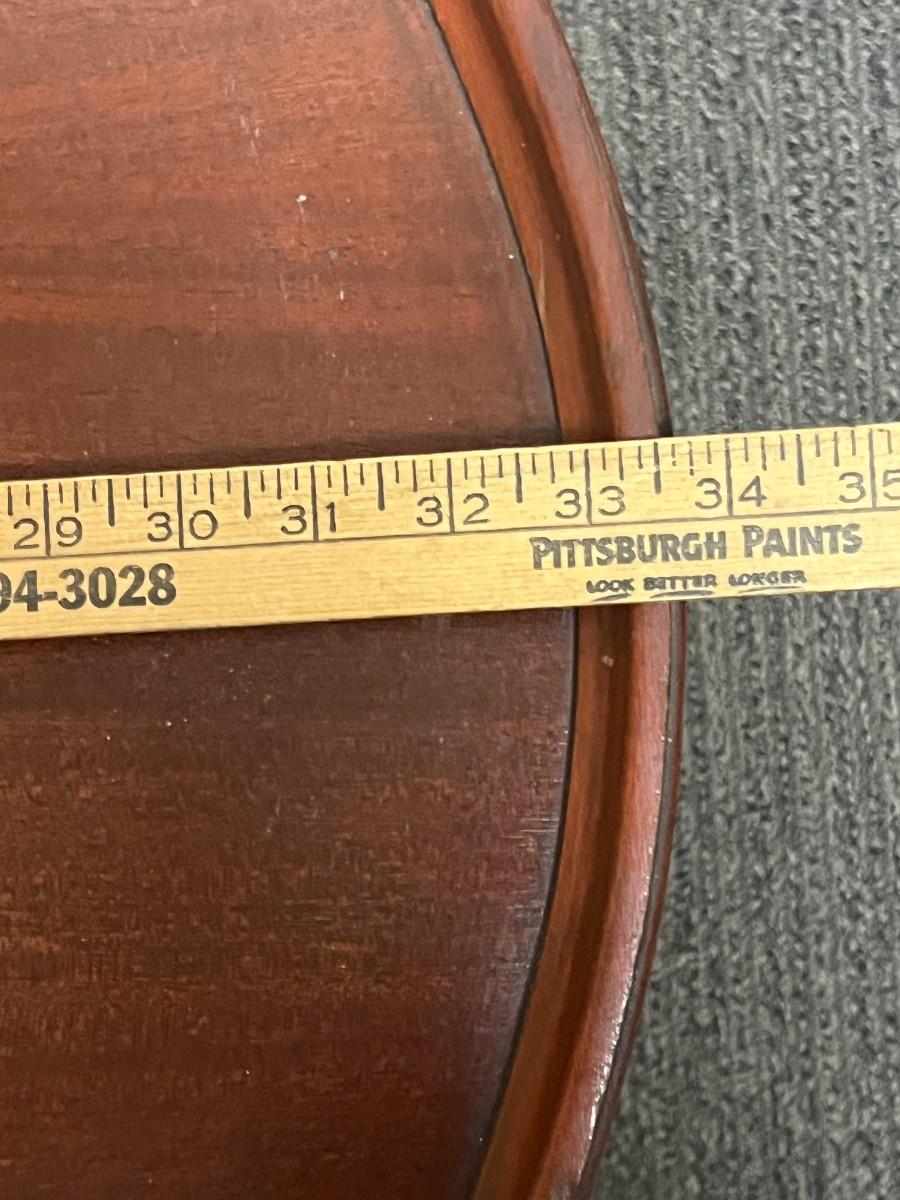 29 30 31 32 33 34 35
94-3028
PITTSBURGH PAINTS
LOOK BETTER LONGER